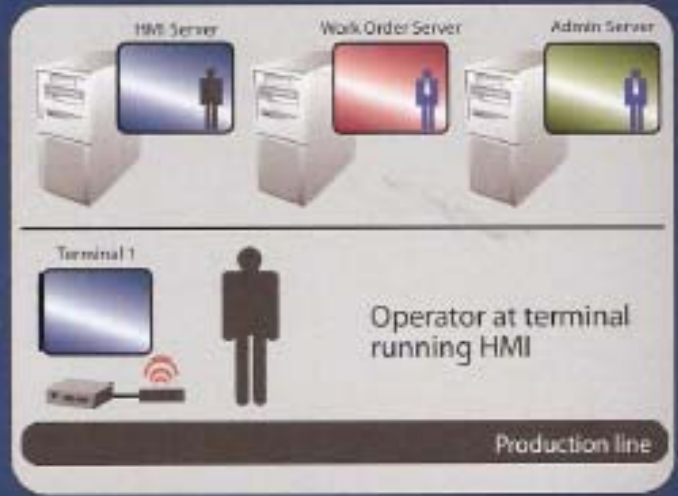 HMI Server
Work Order Server
Admin Server
Terminal 1
Operator at terminal
running HMI
Production line